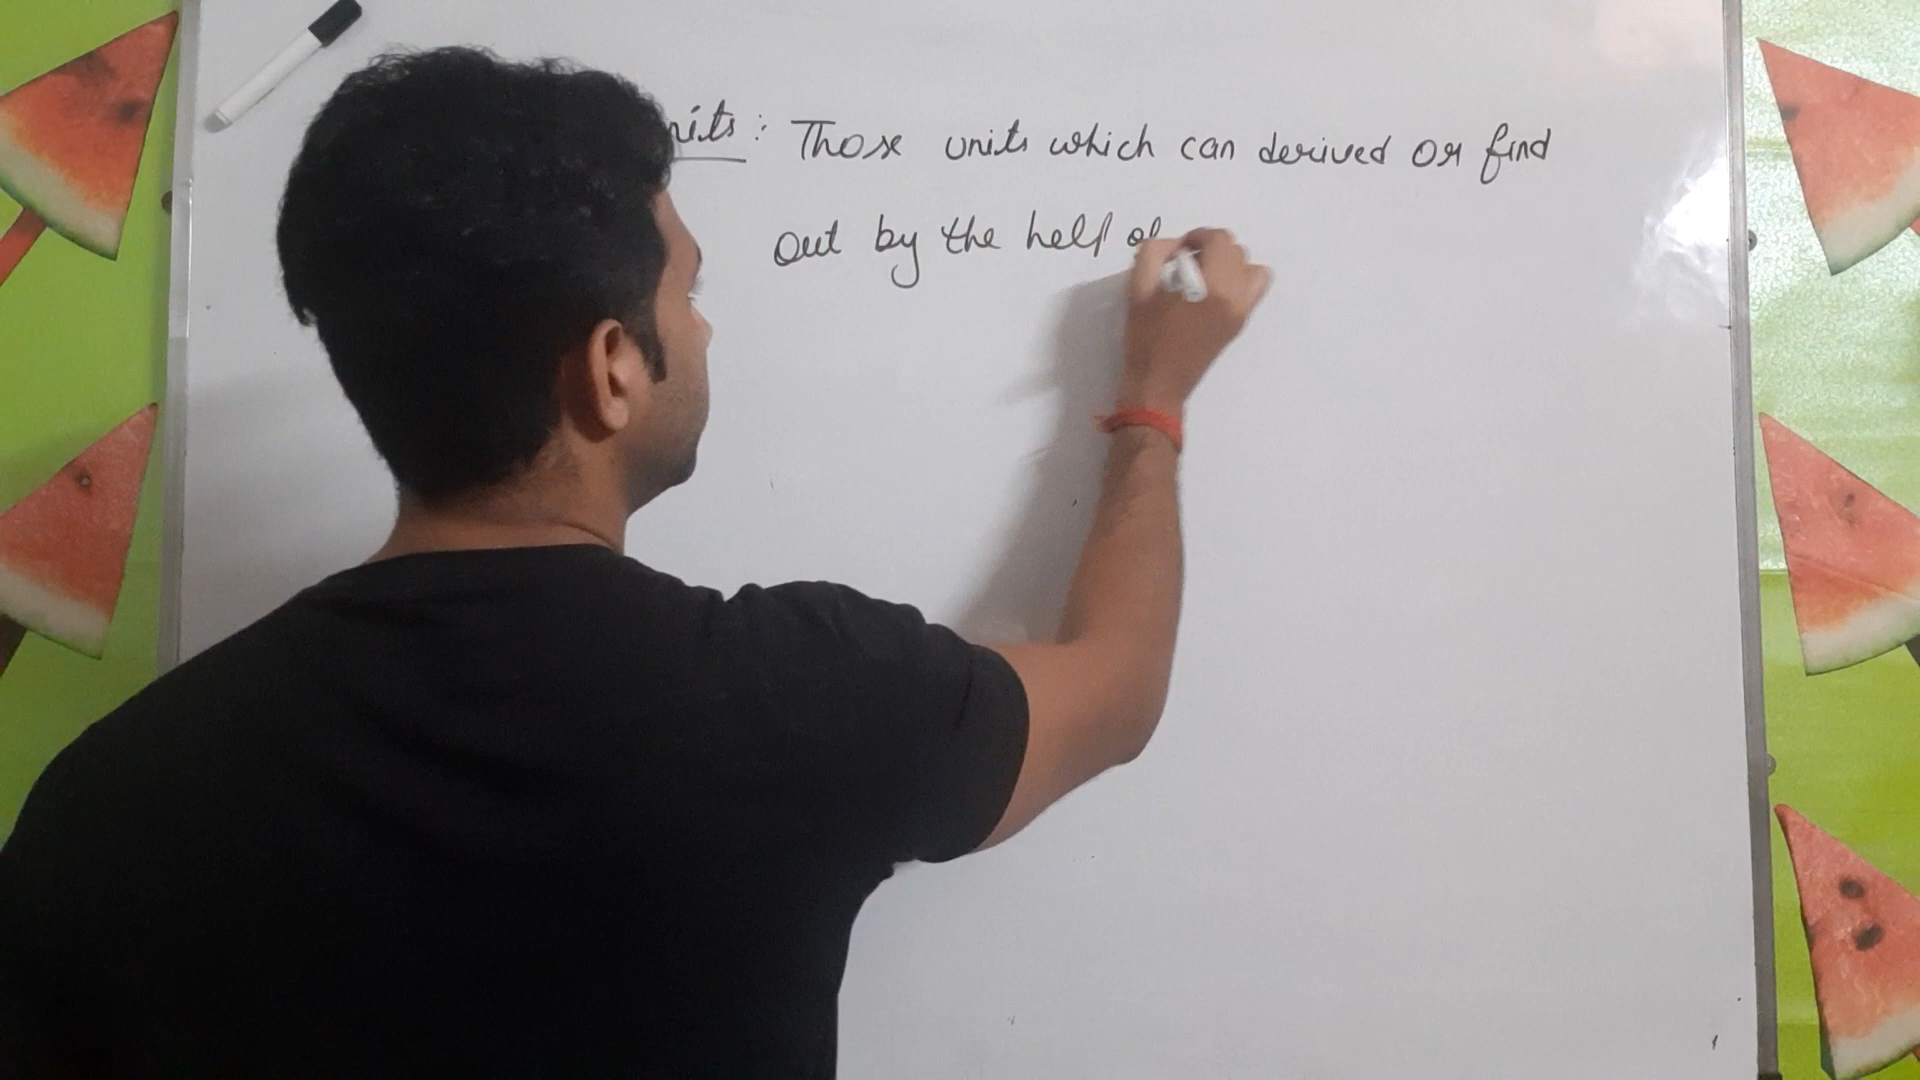 nits : Those units which can derived or find
out by the help of